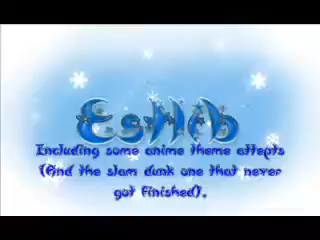 EsHib
Including some anime theme attepts
(And the slam dunk one that never
got finished).